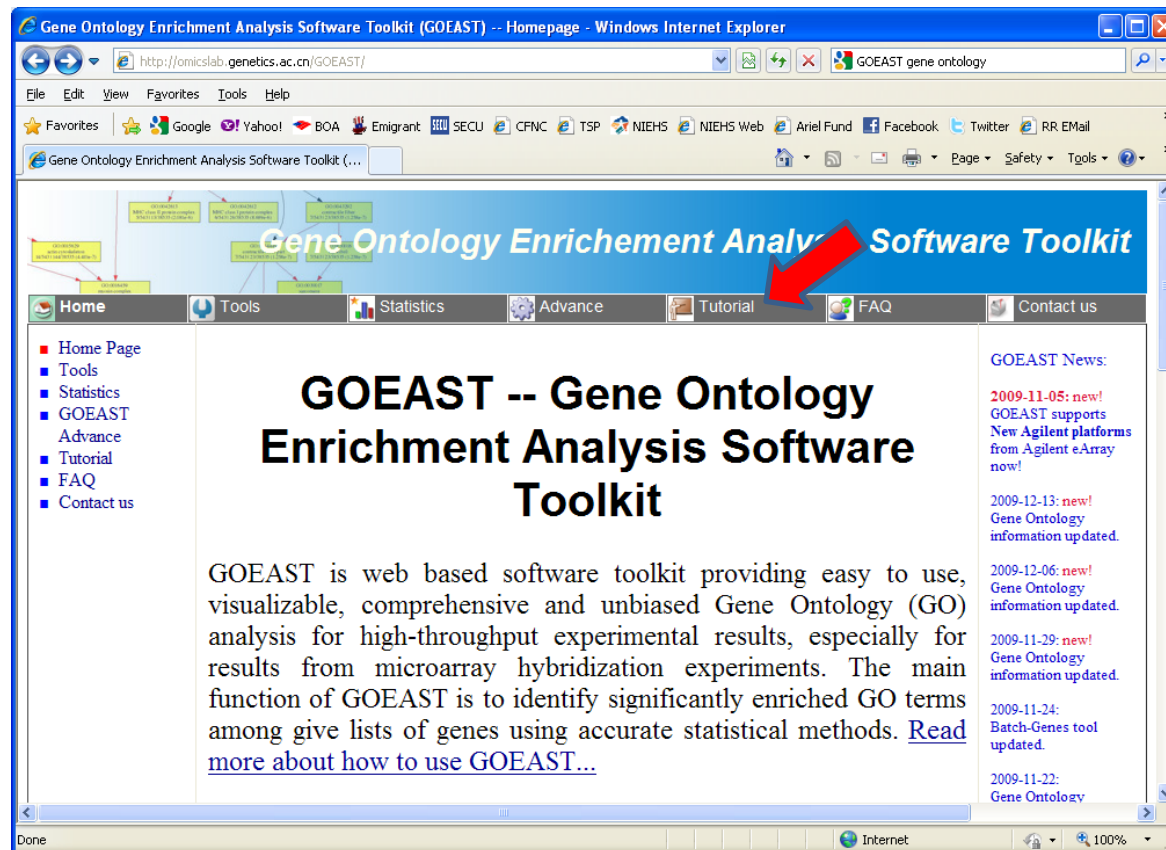 Gene Ontology Enrichment Analysis Software Toolkit (GOEAST) -- Homepage - Windows Internet Explorer
http://omicslab.genetics.ac.cn/GOEAST/
GOEAST gene ontology
File Edit View Favorites Tools Help
Favorites Google Yahoo! BOA Emigrant SECU CFNC TSP NIEHS NIEHS Web Ariel Fund Facebook Twitter RR EMail
Gene Ontology Enrichment Analysis Software Toolkit (...
Page Safety Tools
Gene Ontology Enrichement Analy Software Toolkit
Home Tools Statistics Advance Tutorial FAQ Contact us
Home Page
Tools
Statistics
GOEAST
Advance
Tutorial
FAQ
Contact us
GOEAST -- Gene Ontology
Enrichment Analysis Software
Toolkit
GOEAST is web based software toolkit providing easy to use,
visualizable, comprehensive and unbiased Gene Ontology (GO)
analysis for high-throughput experimental results, especially for
results from microarray hybridization experiments. The main
function of GOEAST is to identify significantly enriched GO terms
among give lists of genes using accurate statistical methods. Read
more about how to use GOEAST...
GOEAST News:
2009-11-05: new!
GOEAST supports
New Agilent platforms
from Agilent eArray
now!
2009-12-13: new!
Gene Ontology
information updated.
2009-12-06: new!
Gene Ontology
information updated.
2009-11-29: new!
Gene Ontology
information updated.
2009-11-24:
Batch-Genes tool
updated.
2009-11-22:
Gene Ontology
Done
Internet
100%